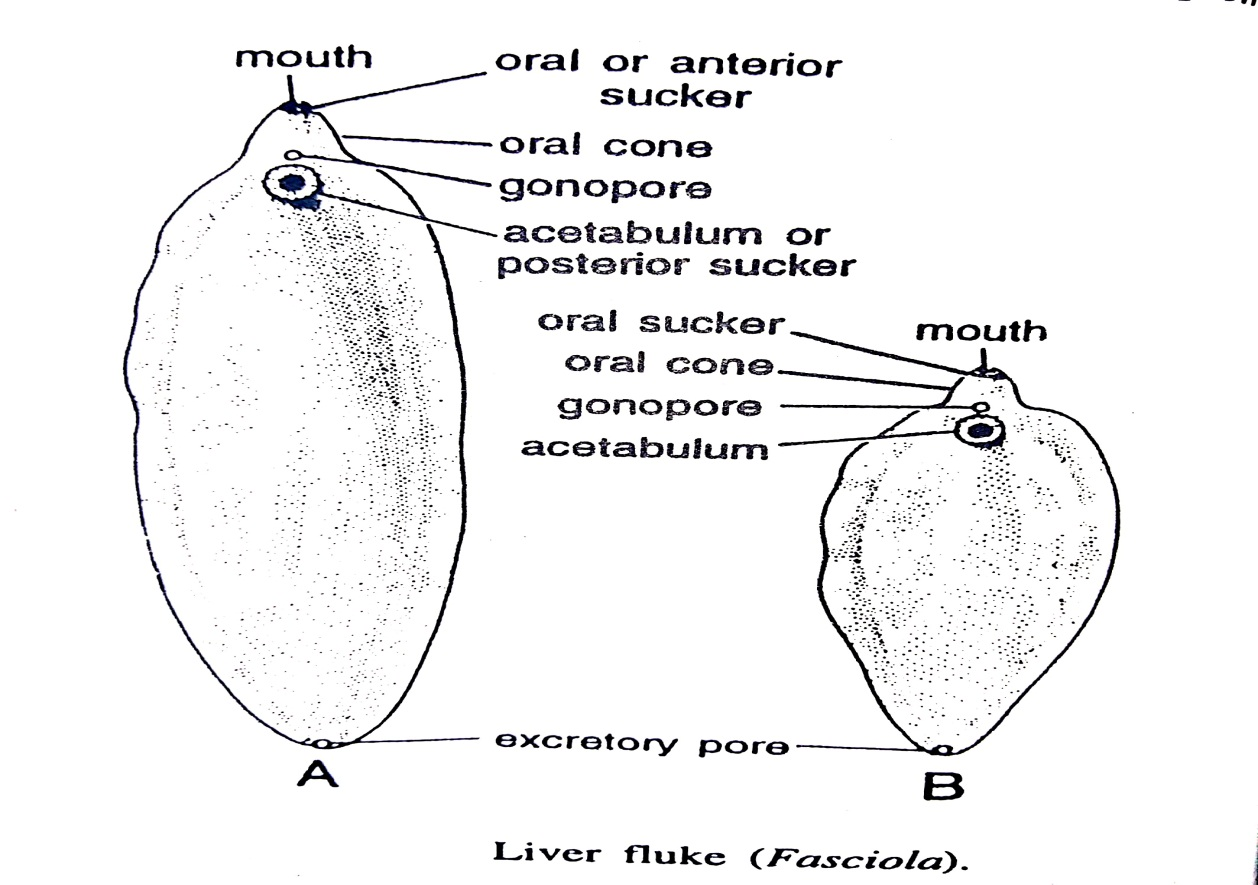 mouth
oral or anterior
sucker
oral cone
gonopore
acetabulum or
posterior sucker
oral sucker
mouth
oral cone
gonopore
acetabulum
excretory pore
A
B
Liver fluke (Fasciola).